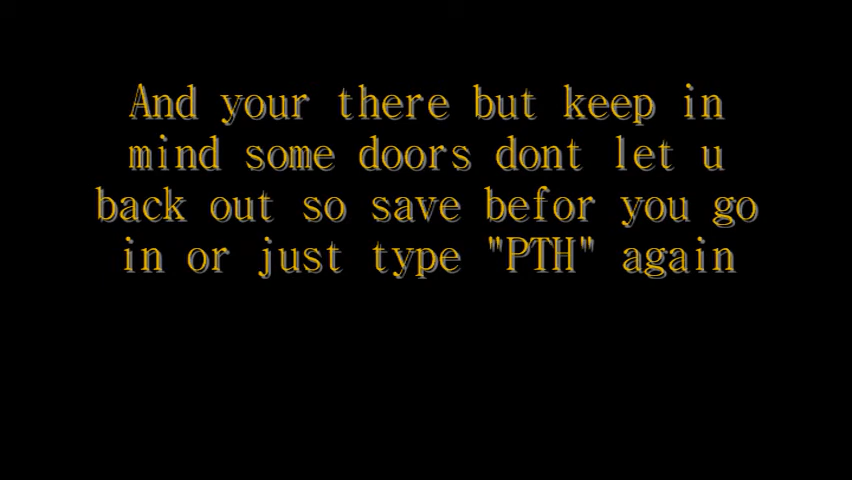 And your there but keep in
mind some doors dont let u
back out so save befor you go
in or just type "PTH" again